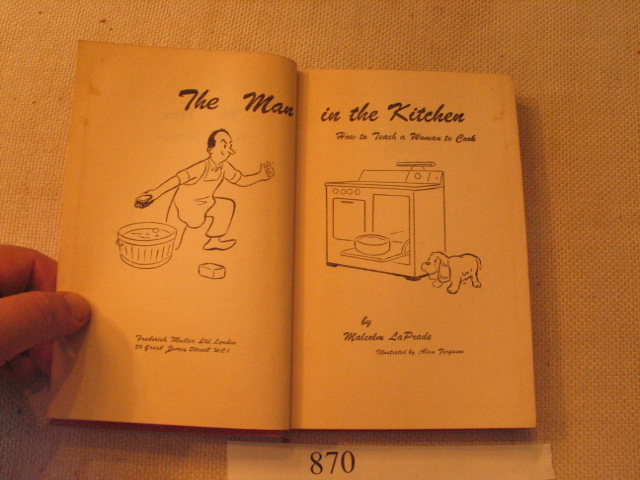 The Man in the Kitchen
How to Teach a Woman to Cook
by
Malcolm LaPrade
Illustrated by Alan Ferguson
Frederick Muller Ltd. London
29 Great James Street W.C.1
870